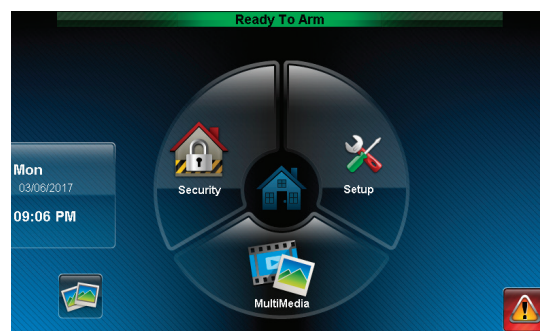 Ready To Arm
Security
Setup
Mon
03/06/2017
09:06 PM
MultiMedia